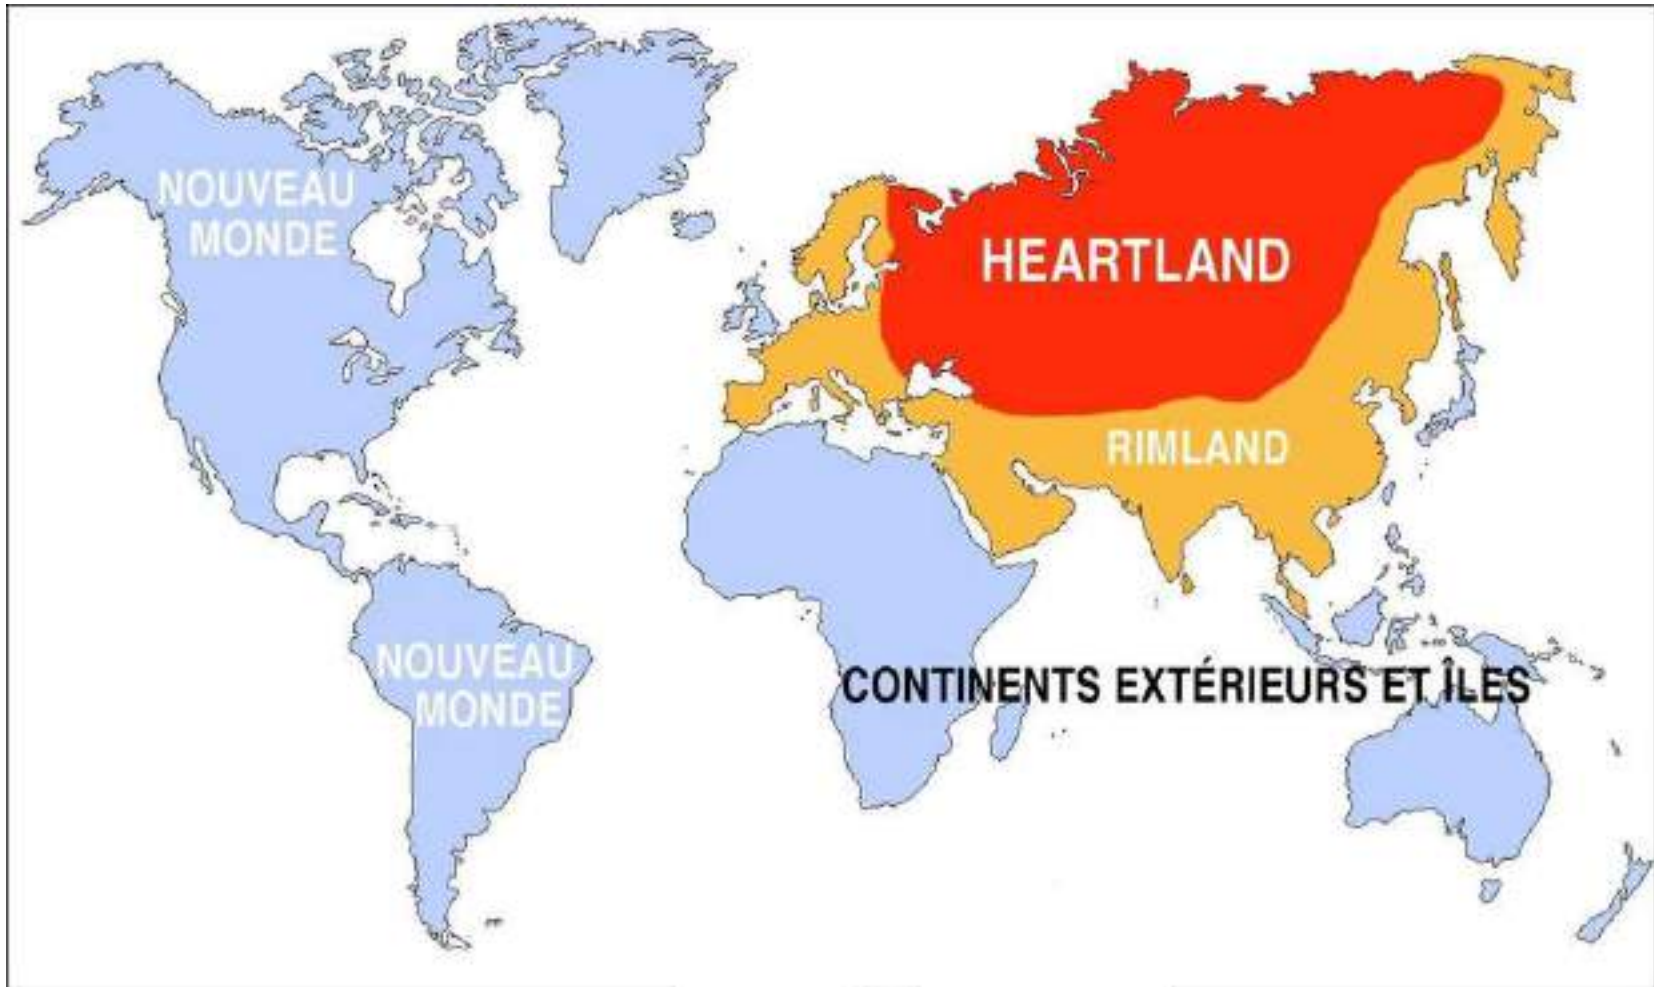 NOUVEAU
MONDE
HEARTLAND
RIMLAND
NOUVEAU
MONDE
CONTINENTS EXTÉRIEURS ET ÎLES